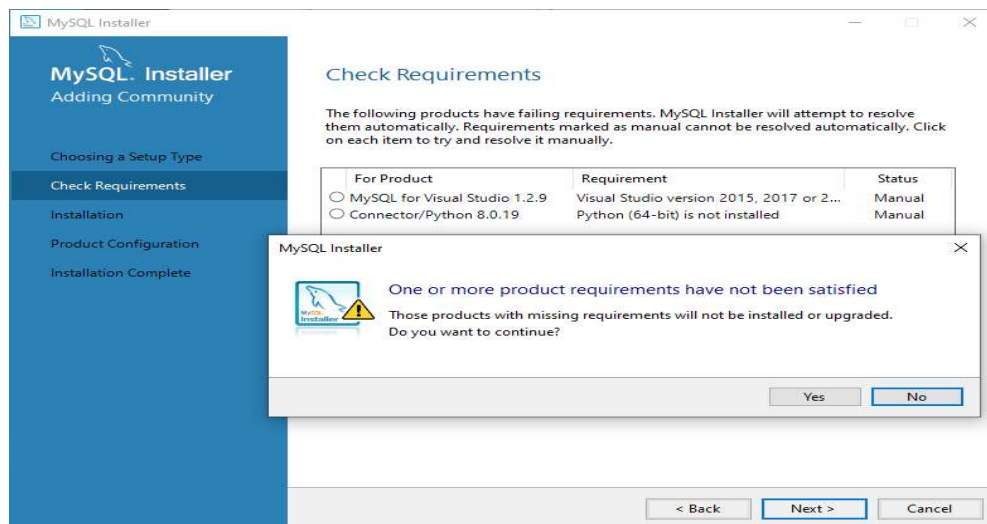 MySQL Installer
MySQL. Installer
Adding Community
Choosing a Setup Type
Check Requirements
Installation
Product Configuration
Installation Complete
Check Requirements
The following products have failing requirements. MySQL Installer will attempt to resolve
them automatically. Requirements marked as manual cannot be resolved automatically. Click
on each item to try and resolve it manually.
For Product Requirement Status
MySQL for Visual Studio 1.2.9 Visual Studio version 2015, 2017 or 2... Manual
Connector/Python 8.0.19 Python (64-bit) is not installed Manual
MySQL Installer
MySQL
Installer
One or more product requirements have not been satisfied
Those products with missing requirements will not be installed or upgraded.
Do you want to continue?
Yes No
< Back Next > Cancel